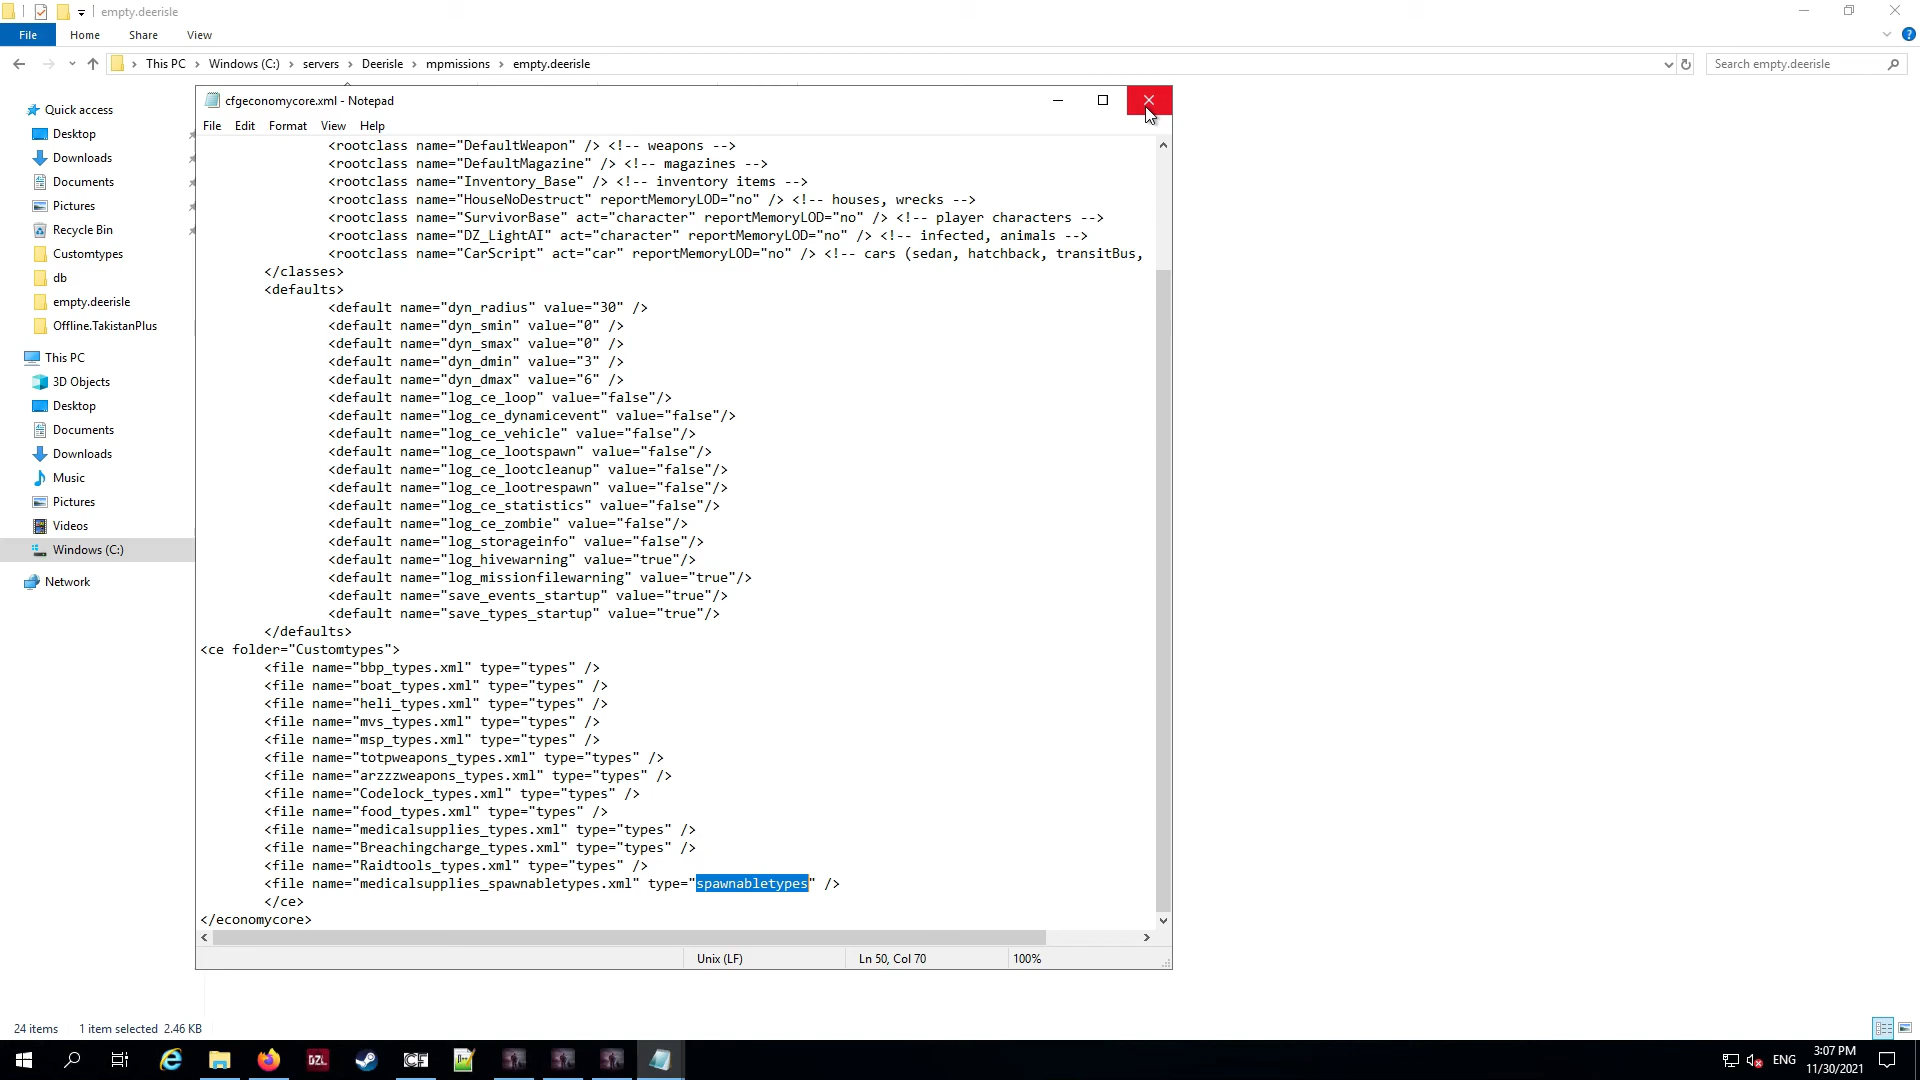 empty.deerisle
File Home Share View
This PC > Windows (C:) > servers > Deerisle > mpmissions > empty.deerisle
Search empty.deerisle
Quick access
Desktop
Downloads
Documents
Pictures
Recycle Bin
Customtypes
db
empty.deerisle
Offline.TakistanPlus
This PC
3D Objects
Desktop
Documents
Downloads
Music
Pictures
Videos
Windows (C:)
Network
cfgeconomycore.xml - Notepad
File Edit Format View Help
<rootclass name="DefaultWeapon" /> <!-- weapons -->
<rootclass name="DefaultMagazine" /> <!-- magazines -->
<rootclass name="Inventory_Base" /> <!-- inventory items -->
<rootclass name="HouseNoDestruct" reportMemoryLOD="no" /> <!-- houses, wrecks -->
<rootclass name="SurvivorBase" act="character" reportMemoryLOD="no" /> <!-- player characters -->
<rootclass name="DZ_LightAI" act="character" reportMemoryLOD="no" /> <!-- infected, animals -->
<rootclass name="CarScript" act="car" reportMemoryLOD="no" /> <!-- cars (sedan, hatchback, transitBus,
</classes>
<defaults>
<default name="dyn_radius" value="30" />
<default name="dyn_smin" value="0" />
<default name="dyn_smax" value="0" />
<default name="dyn_dmin" value="3" />
<default name="dyn_dmax" value="6" />
<default name="log_ce_loop" value="false"/>
<default name="log_ce_dynamicevent" value="false"/>
<default name="log_ce_vehicle" value="false"/>
<default name="log_ce_lootspawn" value="false"/>
<default name="log_ce_lootcleanup" value="false"/>
<default name="log_ce_lootrespawn" value="false"/>
<default name="log_ce_statistics" value="false"/>
<default name="log_ce_zombie" value="false"/>
<default name="log_storageinfo" value="false"/>
<default name="log_hivewarning" value="true"/>
<default name="log_missionfilewarning" value="true"/>
<default name="save_events_startup" value="true"/>
<default name="save_types_startup" value="true"/>
</defaults>
<ce folder="Customtypes">
<file name="bbp_types.xml" type="types" />
<file name="boat_types.xml" type="types" />
<file name="heli_types.xml" type="types" />
<file name="mvs_types.xml" type="types" />
<file name="msp_types.xml" type="types" />
<file name="totpweapons_types.xml" type="types" />
<file name="arzzzweapons_types.xml" type="types" />
<file name="Codelock_types.xml" type="types" />
<file name="food_types.xml" type="types" />
<file name="medicalsupplies_types.xml" type="types" />
<file name="Breachingcharge_types.xml" type="types" />
<file name="Raidtools_types.xml" type="types" />
<file name="medicalsupplies_spawnabletypes.xml" type="spawnabletypes" />
</ce>
</economycore>
Unix (LF) Ln 50, Col 70 100%
24 items 1 item selected 2.46 KB
DZL CF ENG 3:07 PM
11/30/2021